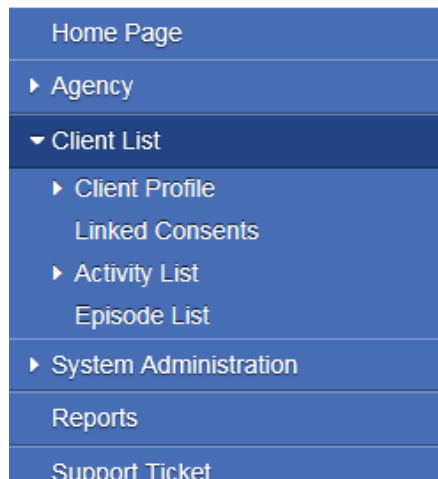 Home Page
Agency
Client List
Client Profile
Linked Consents
Activity List
Episode List
System Administration
Reports
Support Ticket